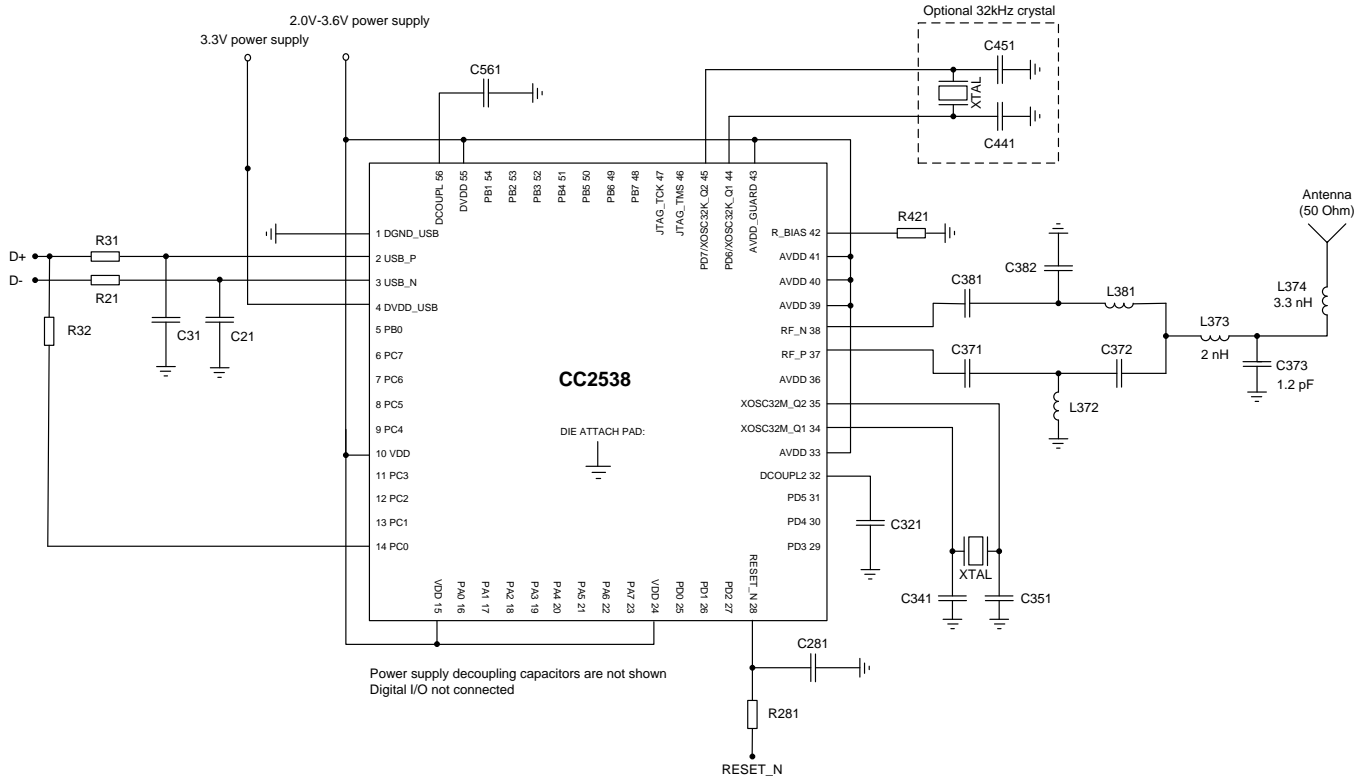 Optional 32kHz crystal
2.0V-3.6V power supply
3.3V power supply
C561
C451
XTAL
C441
DCOUPL 56
DVDD 55
PB1 54
PB2 53
PB3 52
PB4 51
PB5 50
PB6 49
PB7 48
JTAG_TCK 47
JTAG_TMS 46
PD7/XOSC32K_Q2 45
PD6/XOSC32K_Q1 44
AVDD_GUARD 43
Antenna
(50 Ohm)
D+
D-
R31
R21
R32
C31
C21
1 DGND_USB
2 USB_P
3 USB_N
4 DVDD_USB
5 PB0
6 PC7
7 PC6
8 PC5
9 PC4
10 VDD
11 PC3
12 PC2
13 PC1
14 PC0
CC2538
DIE ATTACH PAD:
R_BIAS 42
AVDD 41
AVDD 40
AVDD 39
RF_N 38
RF_P 37
AVDD 36
XOSC32M_Q2 35
XOSC32M_Q1 34
AVDD 33
DCOUPL2 32
PD5 31
PD4 30
PD3 29
R421
C382
C381
L381
C371
C372
L372
L373
2 nH
L374
3.3 nH
C373
1.2 pF
C321
XTAL
C341
C351
VDD 15
PA0 16
PA1 17
PA2 18
PA3 19
PA4 20
PA5 21
PA6 22
PA7 23
VDD 24
PD0 25
PD1 26
PD2 27
RESET_N 28
C281
R281
RESET_N
Power supply decoupling capacitors are not shown
Digital I/O not connected